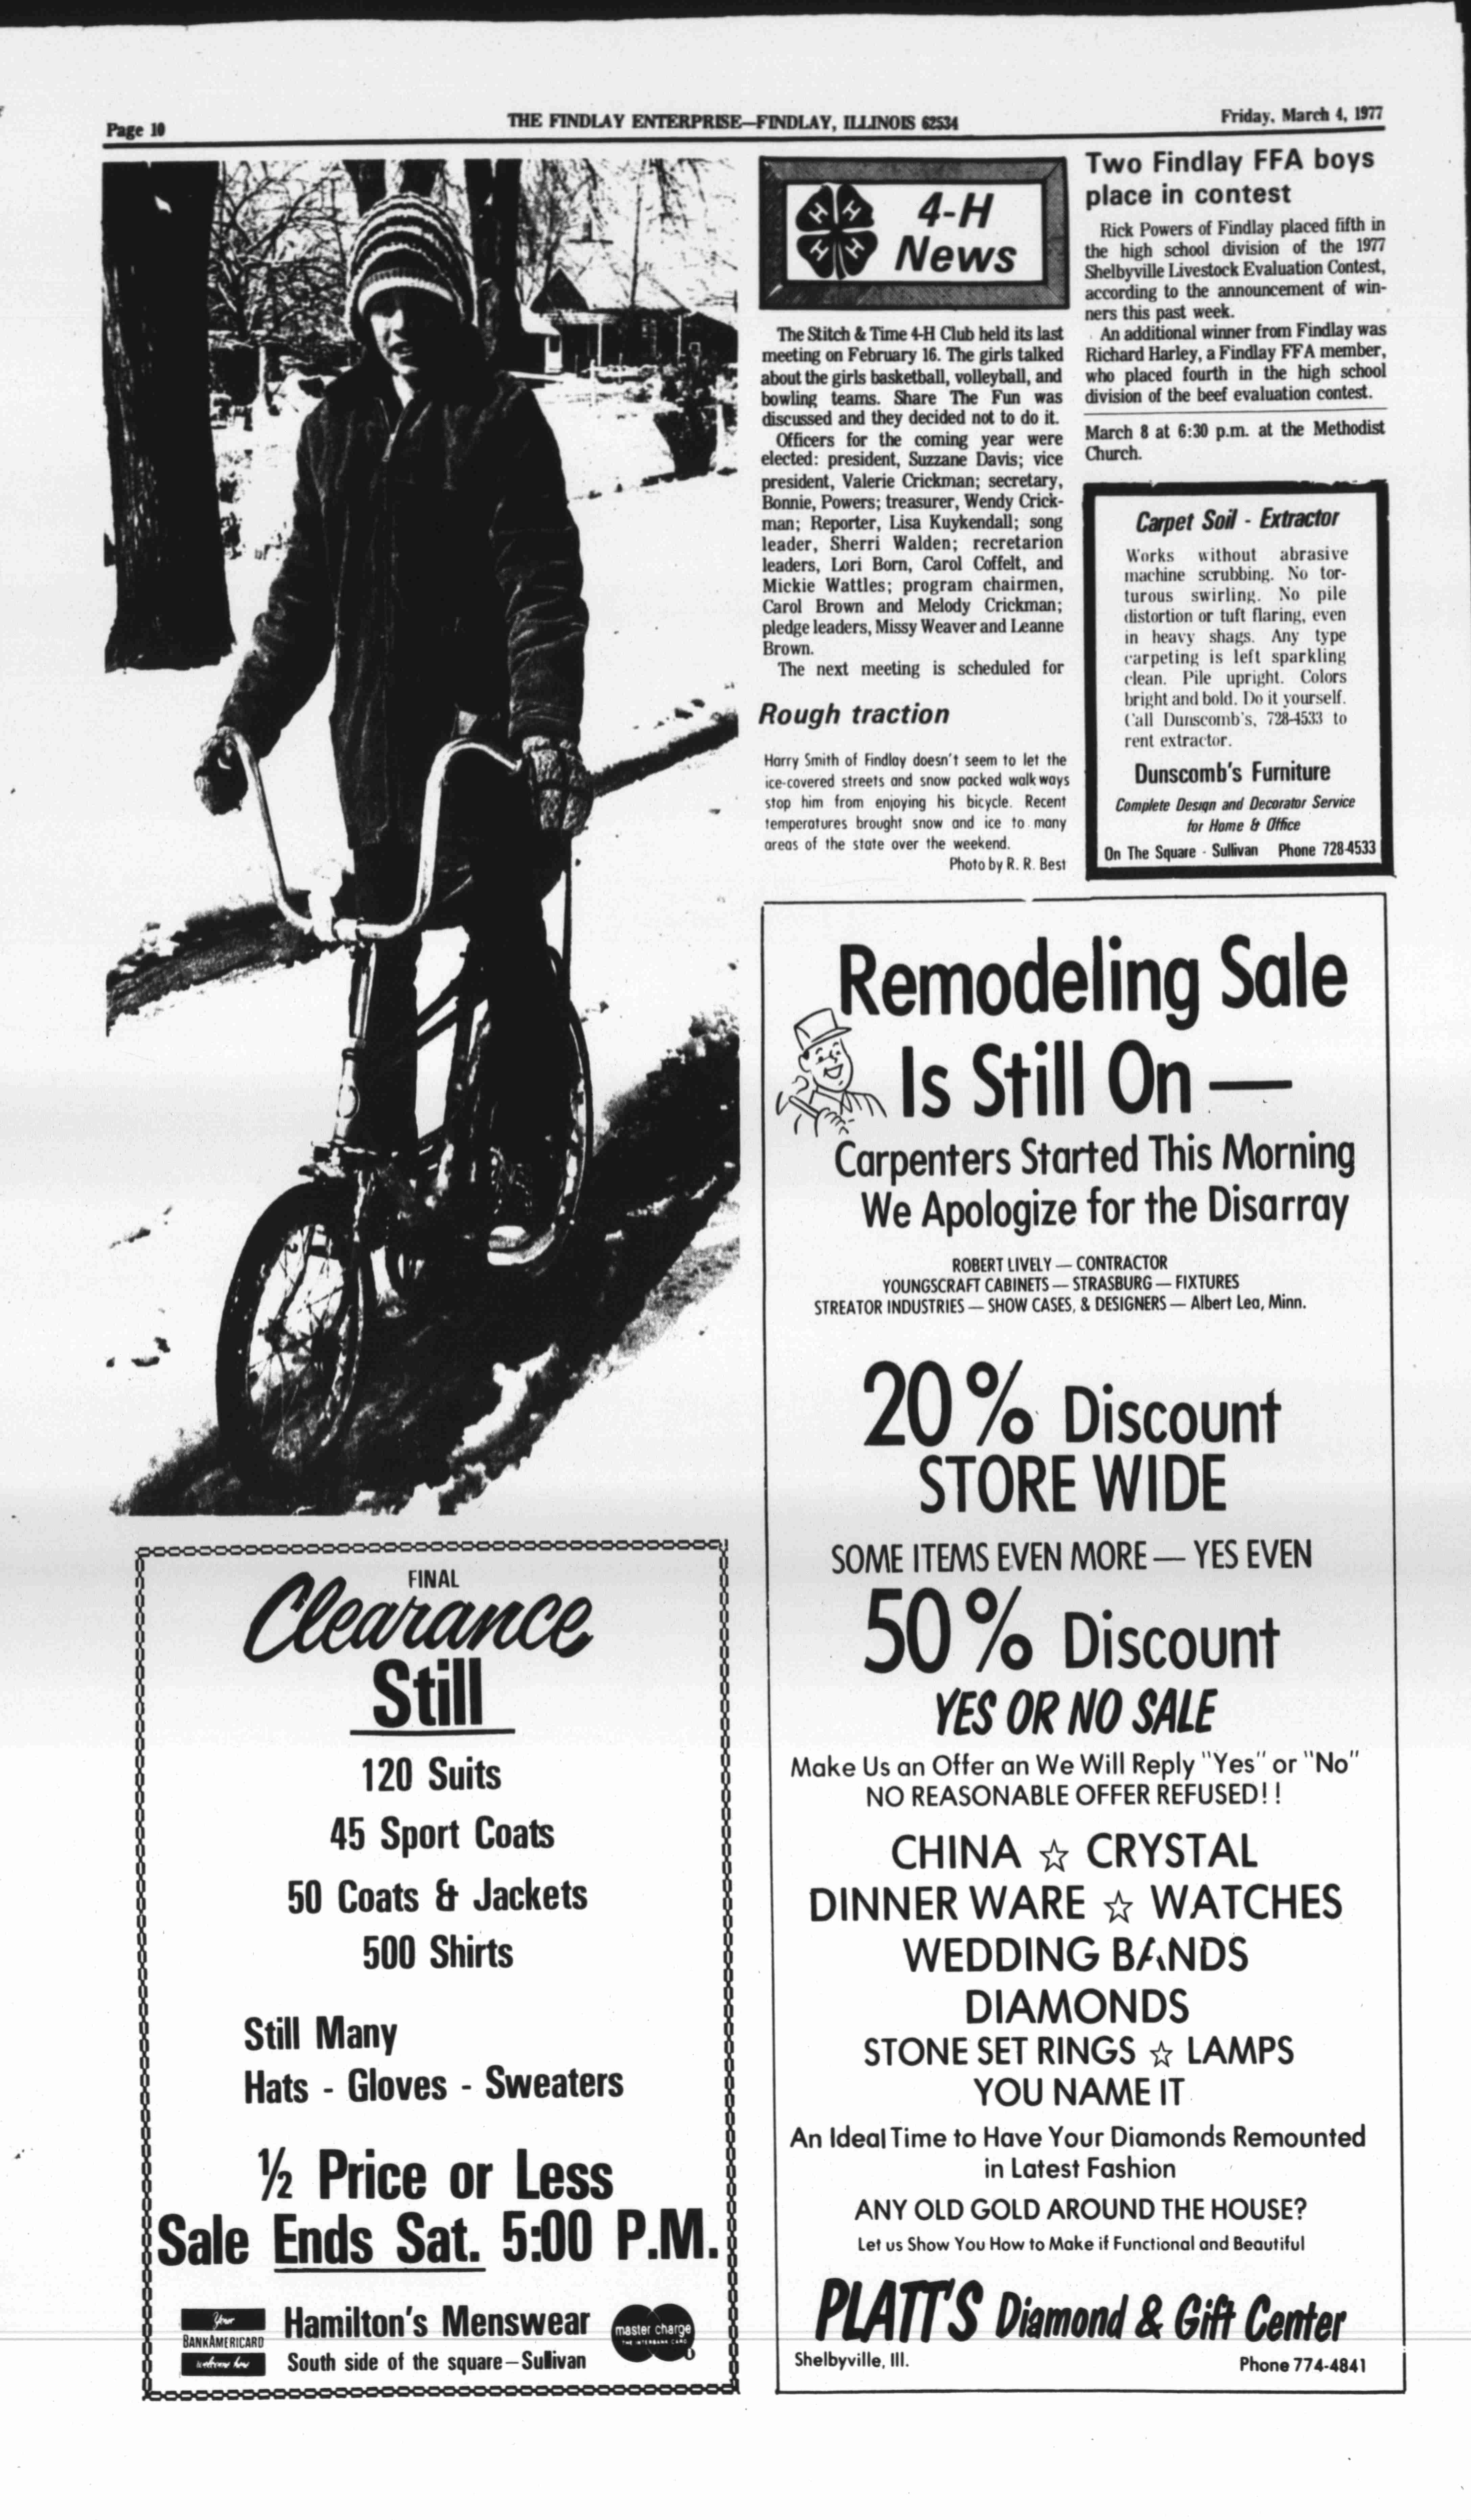 Page 10
THE FINDLAY ENTERPRISE—FINDLAY, ILLINOIS 62534
Friday, March 4, 1977
4-H
News
The Stitch & Time 4-H Club held its last
meeting on February 16. The girls talked
about the girls basketball, volleyball, and
bowling teams. Share The Fun was
discussed and they decided not to do it.
Officers for the coming year were
elected: president, Suzzane Davis; vice
president, Valerie Crickman; secretary,
Bonnie, Powers; treasurer, Wendy Crick-
man; Reporter, Lisa Kuykendall; song
leader, Sherri Walden; recretarion
leaders, Lori Born, Carol Coffelt, and
Mickie Wattles; program chairmen,
Carol Brown and Melody Crickman;
pledge leaders, Missy Weaver and Leanne
Brown.
The next meeting is scheduled for
March 8 at 6:30 p.m. at the Methodist
Church.
Two Findlay FFA boys
place in contest
Rick Powers of Findlay placed fifth in
the high school division of the 1977
Shelbyville Livestock Evaluation Contest,
according to the announcement of win-
ners this past week.
An additional winner from Findlay was
Richard Harley, a Findlay FFA member,
who placed fourth in the high school
division of the beef evaluation contest.
Rough traction
Harry Smith of Findlay doesn't seem to let the
ice-covered streets and snow packed walkways
stop him from enjoying his bicycle. Recent
temperatures brought snow and ice to many
areas of the state over the weekend.
Photo by R. R. Best
Carpet Soil - Extractor
Works without abrasive
machine scrubbing. No tor-
turous swirling. No pile
distortion or tuft flaring, even
in heavy shags. Any type
carpeting is left sparkling
clean. Pile upright. Colors
bright and bold. Do it yourself.
Call Dunscomb's, 728-4533 to
rent extractor.
Dunscomb's Furniture
Complete Design and Decorator Service
for Home & Office
On The Square - Sullivan Phone 728-4533
Remodeling Sale
Is Still On —
Carpenters Started This Morning
We Apologize for the Disarray
ROBERT LIVELY — CONTRACTOR
YOUNGSCRAFT CABINETS — STRASBURG — FIXTURES
STREATOR INDUSTRIES — SHOW CASES, & DESIGNERS — Albert Lea, Minn.
20% Discount
STORE WIDE
SOME ITEMS EVEN MORE — YES EVEN
50% Discount
YES OR NO SALE
Make Us an Offer an We Will Reply "Yes" or "No"
NO REASONABLE OFFER REFUSED!!
CHINA ☆ CRYSTAL
DINNER WARE ☆ WATCHES
WEDDING BANDS
DIAMONDS
STONE SET RINGS ☆ LAMPS
YOU NAME IT
An Ideal Time to Have Your Diamonds Remounted
in Latest Fashion
ANY OLD GOLD AROUND THE HOUSE?
Let us Show You How to Make if Functional and Beautiful
PLATT'S Diamond & Gift Center
Shelbyville, Ill.
Phone 774-4841
FINAL
Clearance
Still
120 Suits
45 Sport Coats
50 Coats & Jackets
500 Shirts
Still Many
Hats - Gloves - Sweaters
½ Price or Less
Sale Ends Sat. 5:00 P.M.
Your
BANKAMERICARD
welcome here
Hamilton's Menswear
South side of the square—Sullivan
master charge
THE INTERBANK CARD